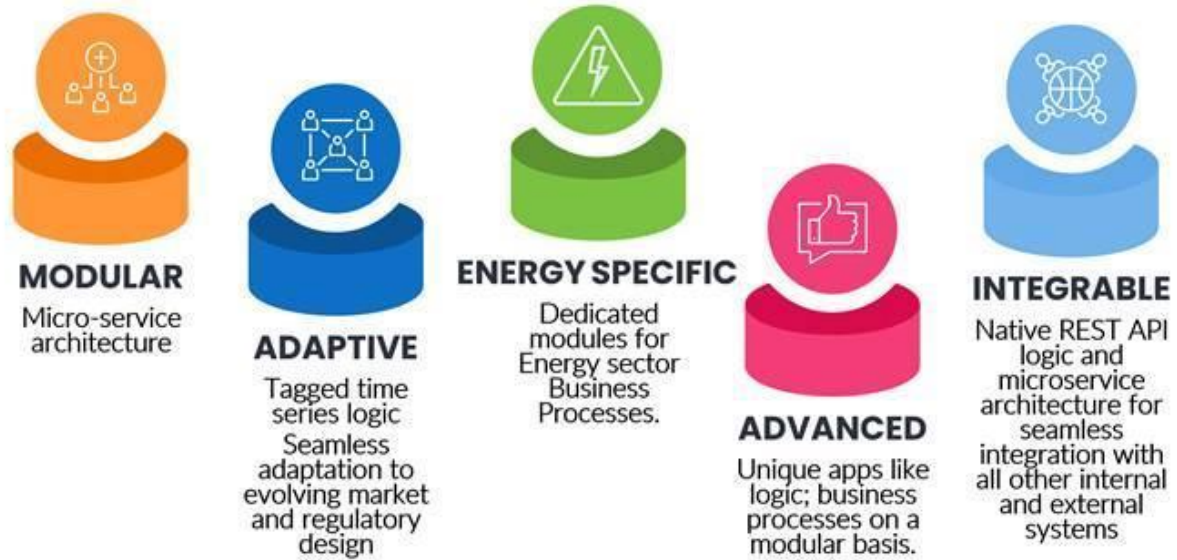 MODULAR
Micro-service
architecture
ADAPTIVE
Tagged time
series logic
Seamless
adaptation to
evolving market
and regulatory
design
ENERGY SPECIFIC
Dedicated
modules for
Energy sector
Business
Processes.
ADVANCED
Unique apps like
logic; business
processes on a
modular basis.
INTEGRABLE
Native REST API
logic and
microservice
architecture for
seamless
integration with
all other internal
and external
systems